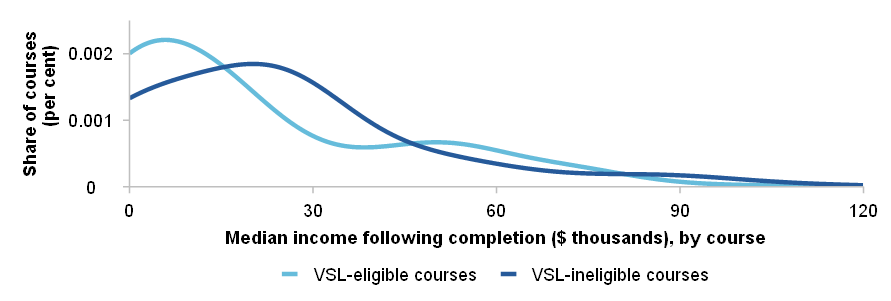 Share of courses
(per cent)
0.002
0.001
0
0 30 60 90 120
Median income following completion ($ thousands), by course
VSL-eligible courses VSL-ineligible courses